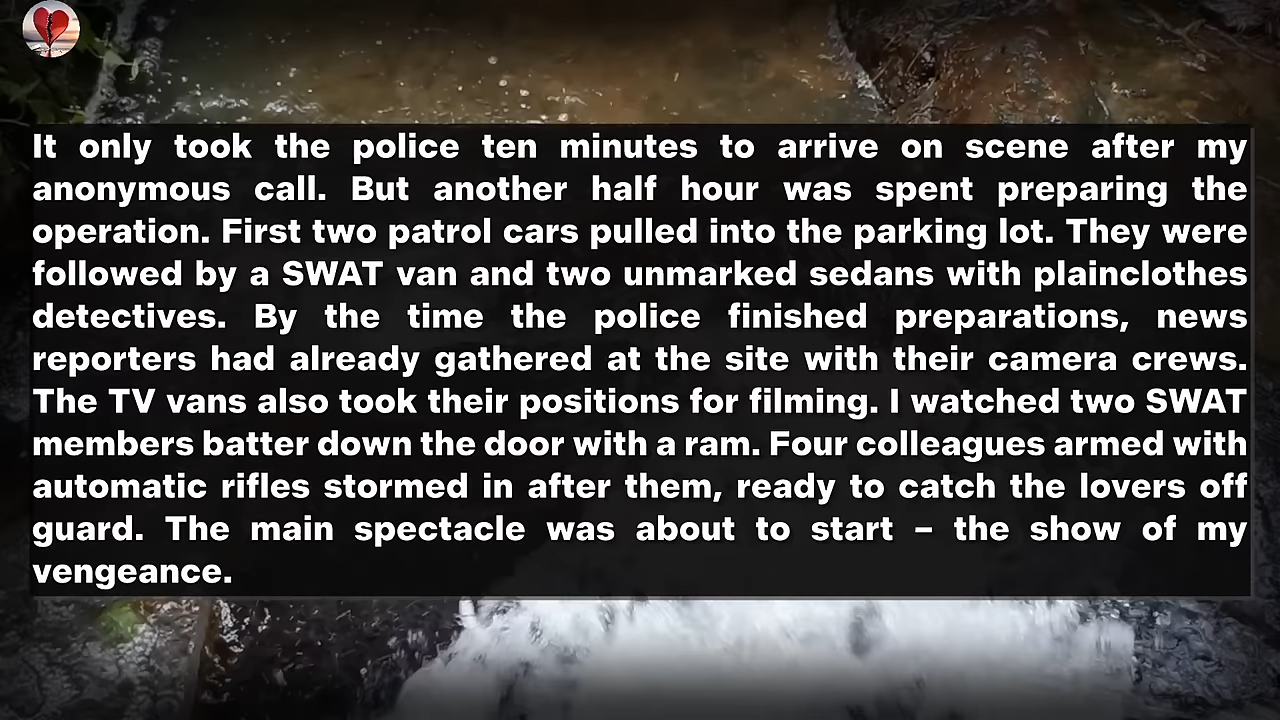 It only took the police ten minutes to arrive on scene after my
anonymous call. But another half hour was spent preparing the
operation. First two patrol cars pulled into the parking lot. They were
followed by a SWAT van and two unmarked sedans with plainclothes
detectives. By the time the police finished preparations, news
reporters had already gathered at the site with their camera crews.
The TV vans also took their positions for filming. I watched two SWAT
members batter down the door with a ram. Four colleagues armed with
automatic rifles stormed in after them, ready to catch the lovers off
guard. The main spectacle was about to start – the show of my
vengeance.